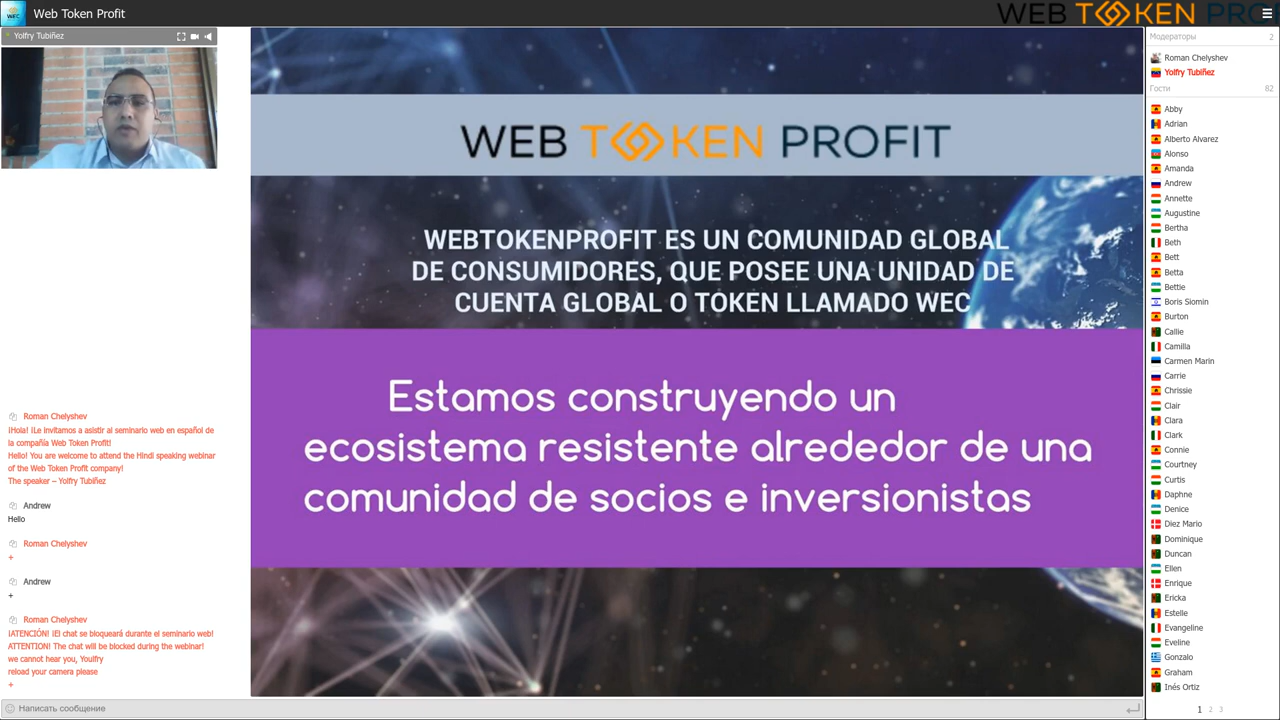 WEC
Web Token Profit
WEB TOKEN PRO
Yolfry Tubiñez
Roman Chelyshev
¡Hola! ¡Le invitamos a asistir al seminario web en español de
la compañía Web Token Profit!
Hello! You are welcome to attend the Hindi speaking webinar
of the Web Token Profit company!
The speaker – Yolfry Tubiñez
Andrew
Hello
Roman Chelyshev
+
Andrew
+
Roman Chelyshev
¡ATENCIÓN! ¡El chat se bloqueará durante el seminario web!
ATTENTION! The chat will be blocked during the webinar!
we cannot hear you, Youlfry
reload your camera please
+
Написать сообщение
WEB TOKEN PROFIT
WEBTOKENPROFIT ES UN COMUNIDAD GLOBAL
DE CONSUMIDORES, QUE POSEE UNA UNIDAD DE
CUENTA GLOBAL O TOKEN LLAMADO WEC
Estamos construyendo un
ecosistema resistente alrededor de una
comunidad de socios e inversionistas
Модераторы 2
Roman Chelyshev
Yolfry Tubiñez
Гости 82
Abby
Adrian
Alberto Alvarez
Alonso
Amanda
Andrew
Annette
Augustine
Bertha
Beth
Bett
Betta
Bettie
Boris Slomin
Burton
Callie
Camilla
Carmen Marin
Carrie
Chrissie
Clair
Clara
Clark
Connie
Courtney
Curtis
Daphne
Denice
Diez Mario
Dominique
Duncan
Ellen
Enrique
Ericka
Estelle
Evangeline
Eveline
Gonzalo
Graham
Inés Ortiz
1 2 3